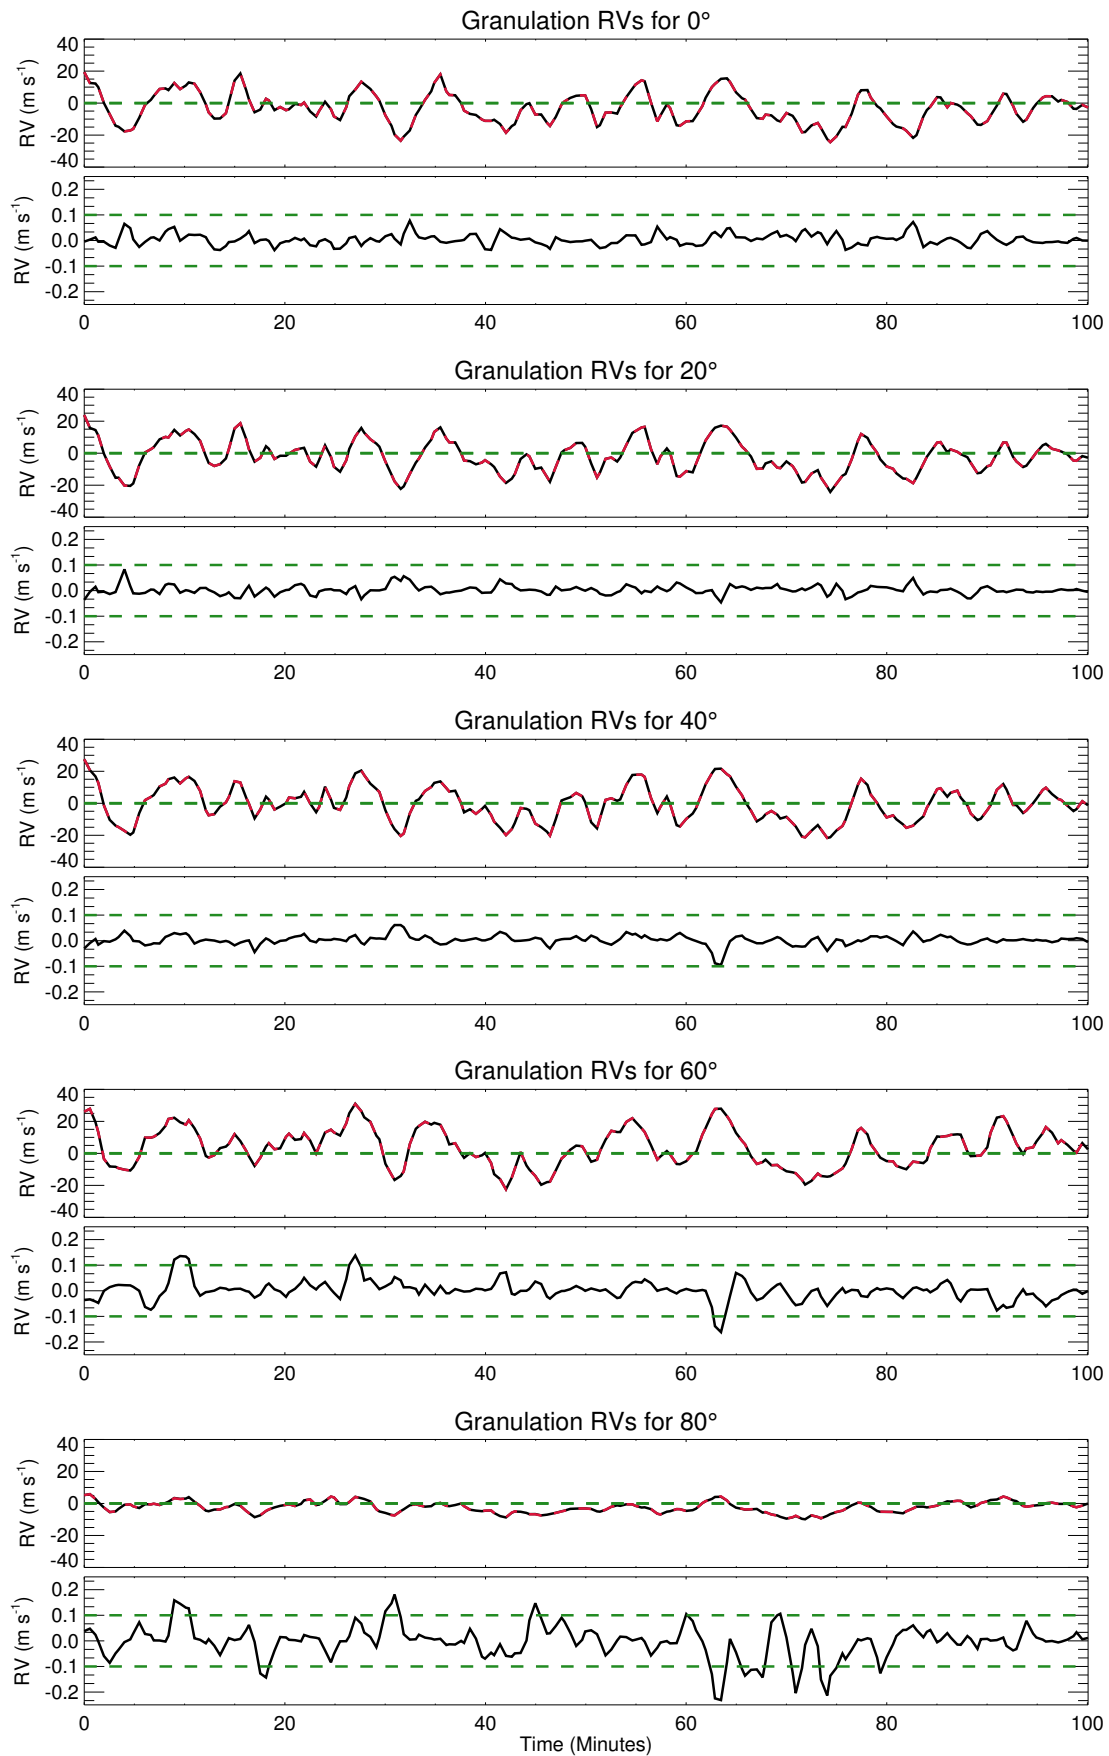 Granulation RVs for 0°
40
20
0
-20
-40
RV (m s-1)
0.2
0.1
0.0
-0.1
-0.2
RV (m s-1)
0 20 40 60 80 100
Granulation RVs for 20°
40
20
0
-20
-40
RV (m s-1)
0.2
0.1
0.0
-0.1
-0.2
RV (m s-1)
0 20 40 60 80 100
Granulation RVs for 40°
40
20
0
-20
-40
RV (m s-1)
0.2
0.1
0.0
-0.1
-0.2
RV (m s-1)
0 20 40 60 80 100
Granulation RVs for 60°
40
20
0
-20
-40
RV (m s-1)
0.2
0.1
0.0
-0.1
-0.2
RV (m s-1)
0 20 40 60 80 100
Granulation RVs for 80°
40
20
0
-20
-40
RV (m s-1)
0.2
0.1
0.0
-0.1
-0.2
RV (m s-1)
0 20 40 60 80 100
Time (Minutes)